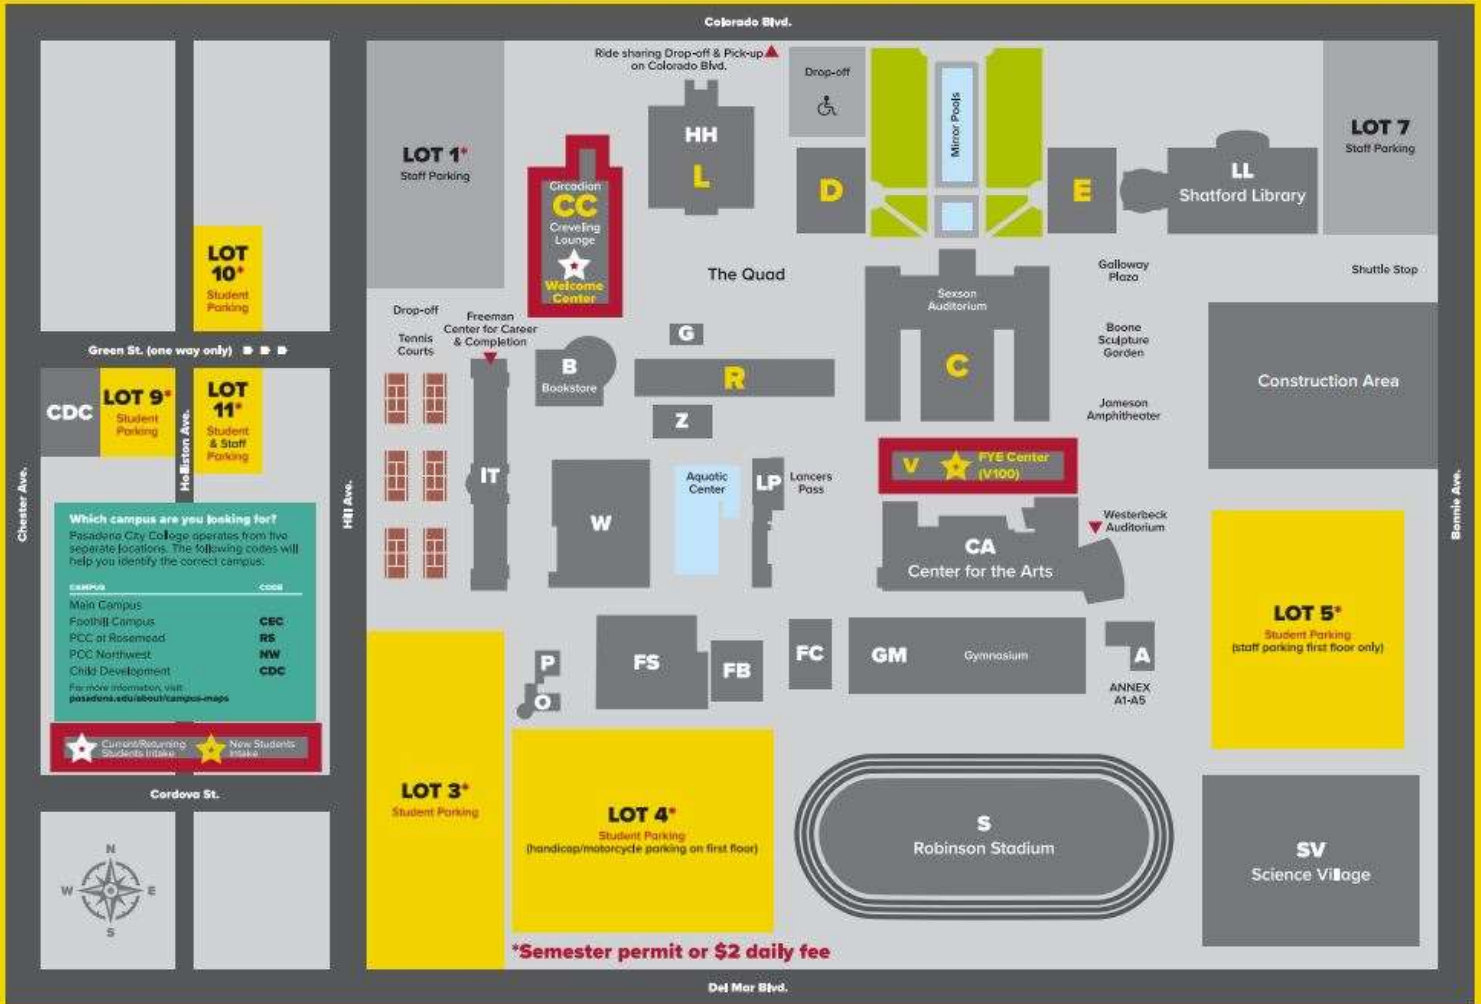 Colorado Blvd.
Ride sharing Drop-off & Pick-up
on Colorado Blvd.
Drop-off
Mirror Pools
LOT 1*
Staff Parking
HH
L
D
E
LL
Shatford Library
LOT 7
Staff Parking
Circadian
CC
Creveling
Lounge
Welcome
Center
LOT
10*
Student
Parking
The Quad
Sexson
Auditorium
C
Galloway
Plaza
Shuttle Stop
Boone
Sculpture
Garden
Jameson
Amphitheater
Construction Area
Drop-off
Tennis
Courts
Freeman
Center for Career
& Completion
Green St. (one way only)
CDC
LOT 9*
Student
Parking
LOT
11*
Student
& Staff
Parking
Holliston Ave.
Chester Ave.
Hill Ave.
Bonnie Ave.
B
Bookstore
G
R
Z
IT
W
Aquatic
Center
LP
Lancers
Pass
V
FYE Center
(V100)
CA
Center for the Arts
Westerbeck
Auditorium
Which campus are you looking for?
Pasadena City College operates from five
separate locations. The following codes will
help you identify the correct campus:
CAMPUS CODE
Main Campus
Foothill Campus CEC
PCC at Rosemead RS
PCC Northwest NW
Child Development CDC
For more information, visit
pasadena.edu/about/campus-maps
Current/Returning
Students Intake
New Students
Intake
Cordova St.
N
W E
S
P
O
FS
FB
FC
GM
Gymnasium
A
ANNEX
A1-A5
LOT 5*
Student Parking
(staff parking first floor only)
LOT 3*
Student Parking
LOT 4*
Student Parking
(handicap/motorcycle parking on first floor)
S
Robinson Stadium
SV
Science Village
*Semester permit or $2 daily fee
Del Mar Blvd.